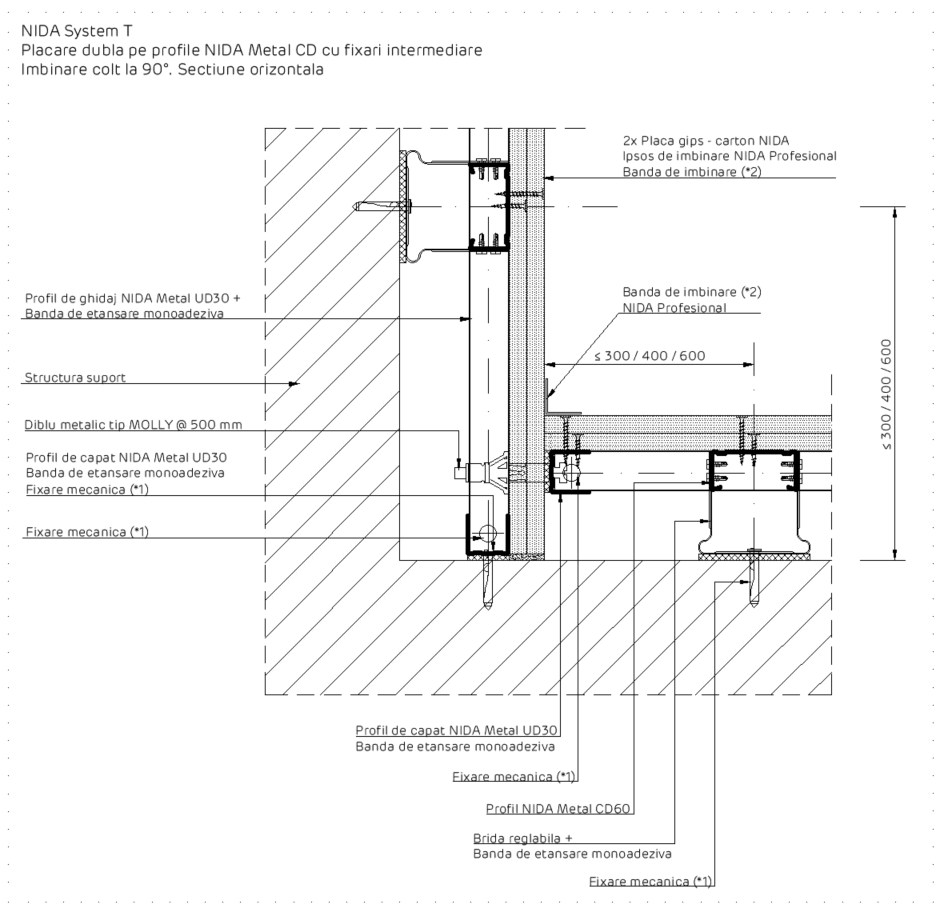 NIDA System T
Placare dubla pe profile NIDA Metal CD cu fixari intermediare
Imbinare colt la 90°. Sectiune orizontala
2x Placa gips - carton NIDA
Ipsos de imbinare NIDA Profesional
Banda de imbinare (*2)
Profil de ghidaj NIDA Metal UD30 +
Banda de etansare monoadeziva
Banda de imbinare (*2)
NIDA Profesional
≤ 300 / 400 / 600
≤ 300 / 400 / 600
Structura suport
Diblu metalic tip MOLLY @ 500 mm
Profil de capat NIDA Metal UD30
Banda de etansare monoadeziva
Fixare mecanica (*1)
Fixare mecanica (*1)
Profil de capat NIDA Metal UD30
Banda de etansare monoadeziva
Fixare mecanica (*1)
Profil NIDA Metal CD60
Brida reglabila +
Banda de etansare monoadeziva
Fixare mecanica (*1)